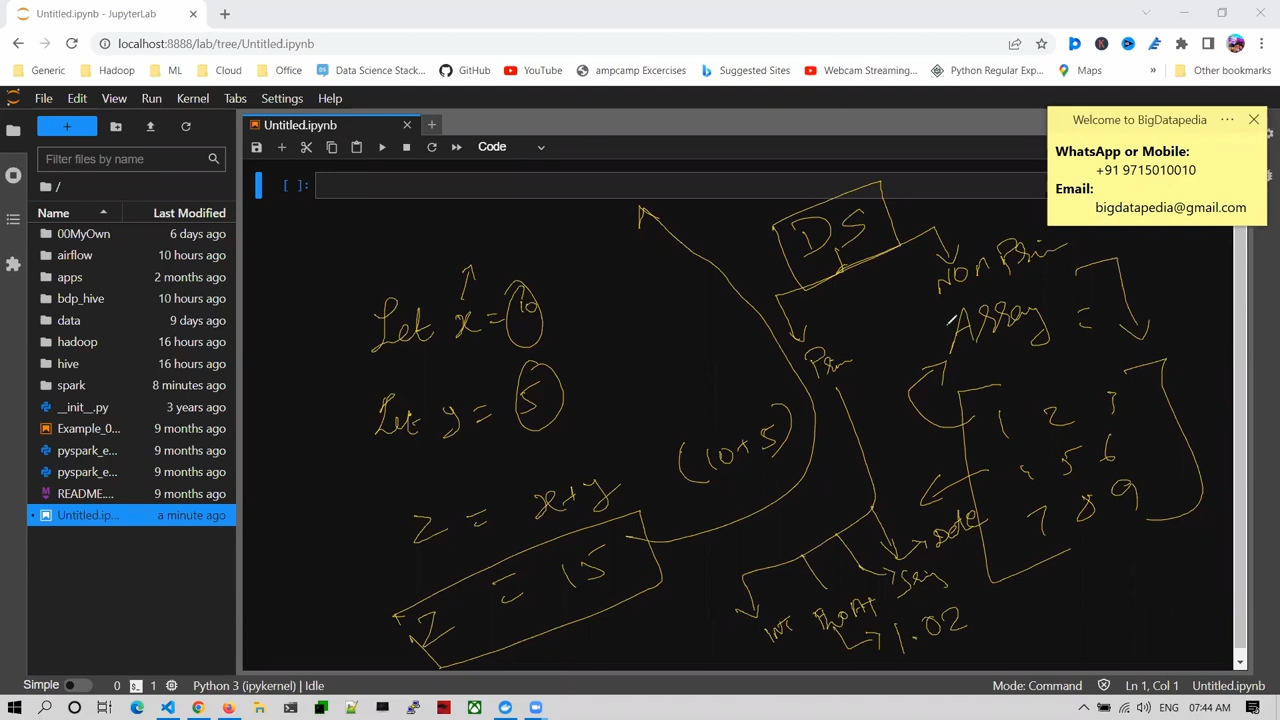 Untitled.ipynb - JupyterLab
localhost:8888/lab/tree/Untitled.ipynb
Generic Hadoop ML Cloud Office Data Science Stack... GitHub YouTube ampcamp Excercises Suggested Sites Webcam Streaming... Python Regular Exp... Maps » Other bookmarks
File Edit View Run Kernel Tabs Settings Help
Untitled.ipynb
Code
[ ]:
Filter files by name
/
Name Last Modified
00MyOwn 6 days ago
airflow 10 hours ago
apps 2 months ago
bdp_hive 10 hours ago
data 9 days ago
hadoop 16 hours ago
hive 16 hours ago
spark 8 minutes ago
__init__.py 3 years ago
Example_0... 9 months ago
pyspark_e... 9 months ago
pyspark_e... 9 months ago
README.... 9 months ago
Untitled.ip... a minute ago
Welcome to BigDatapedia ...
WhatsApp or Mobile:
+91 9715010010
Email:
bigdatapedia@gmail.com
Let x = 10
Let y = 5
z = x+y
z = 15
(10+5)
DS
Non Prim
Array =
Prim
1 2 3
4 5 6
7 8 9
Date
INT float
1.02
Simple 0 1 Python 3 (ipykernel) | Idle Mode: Command Ln 1, Col 1 Untitled.ipynb
ENG 07:44 AM